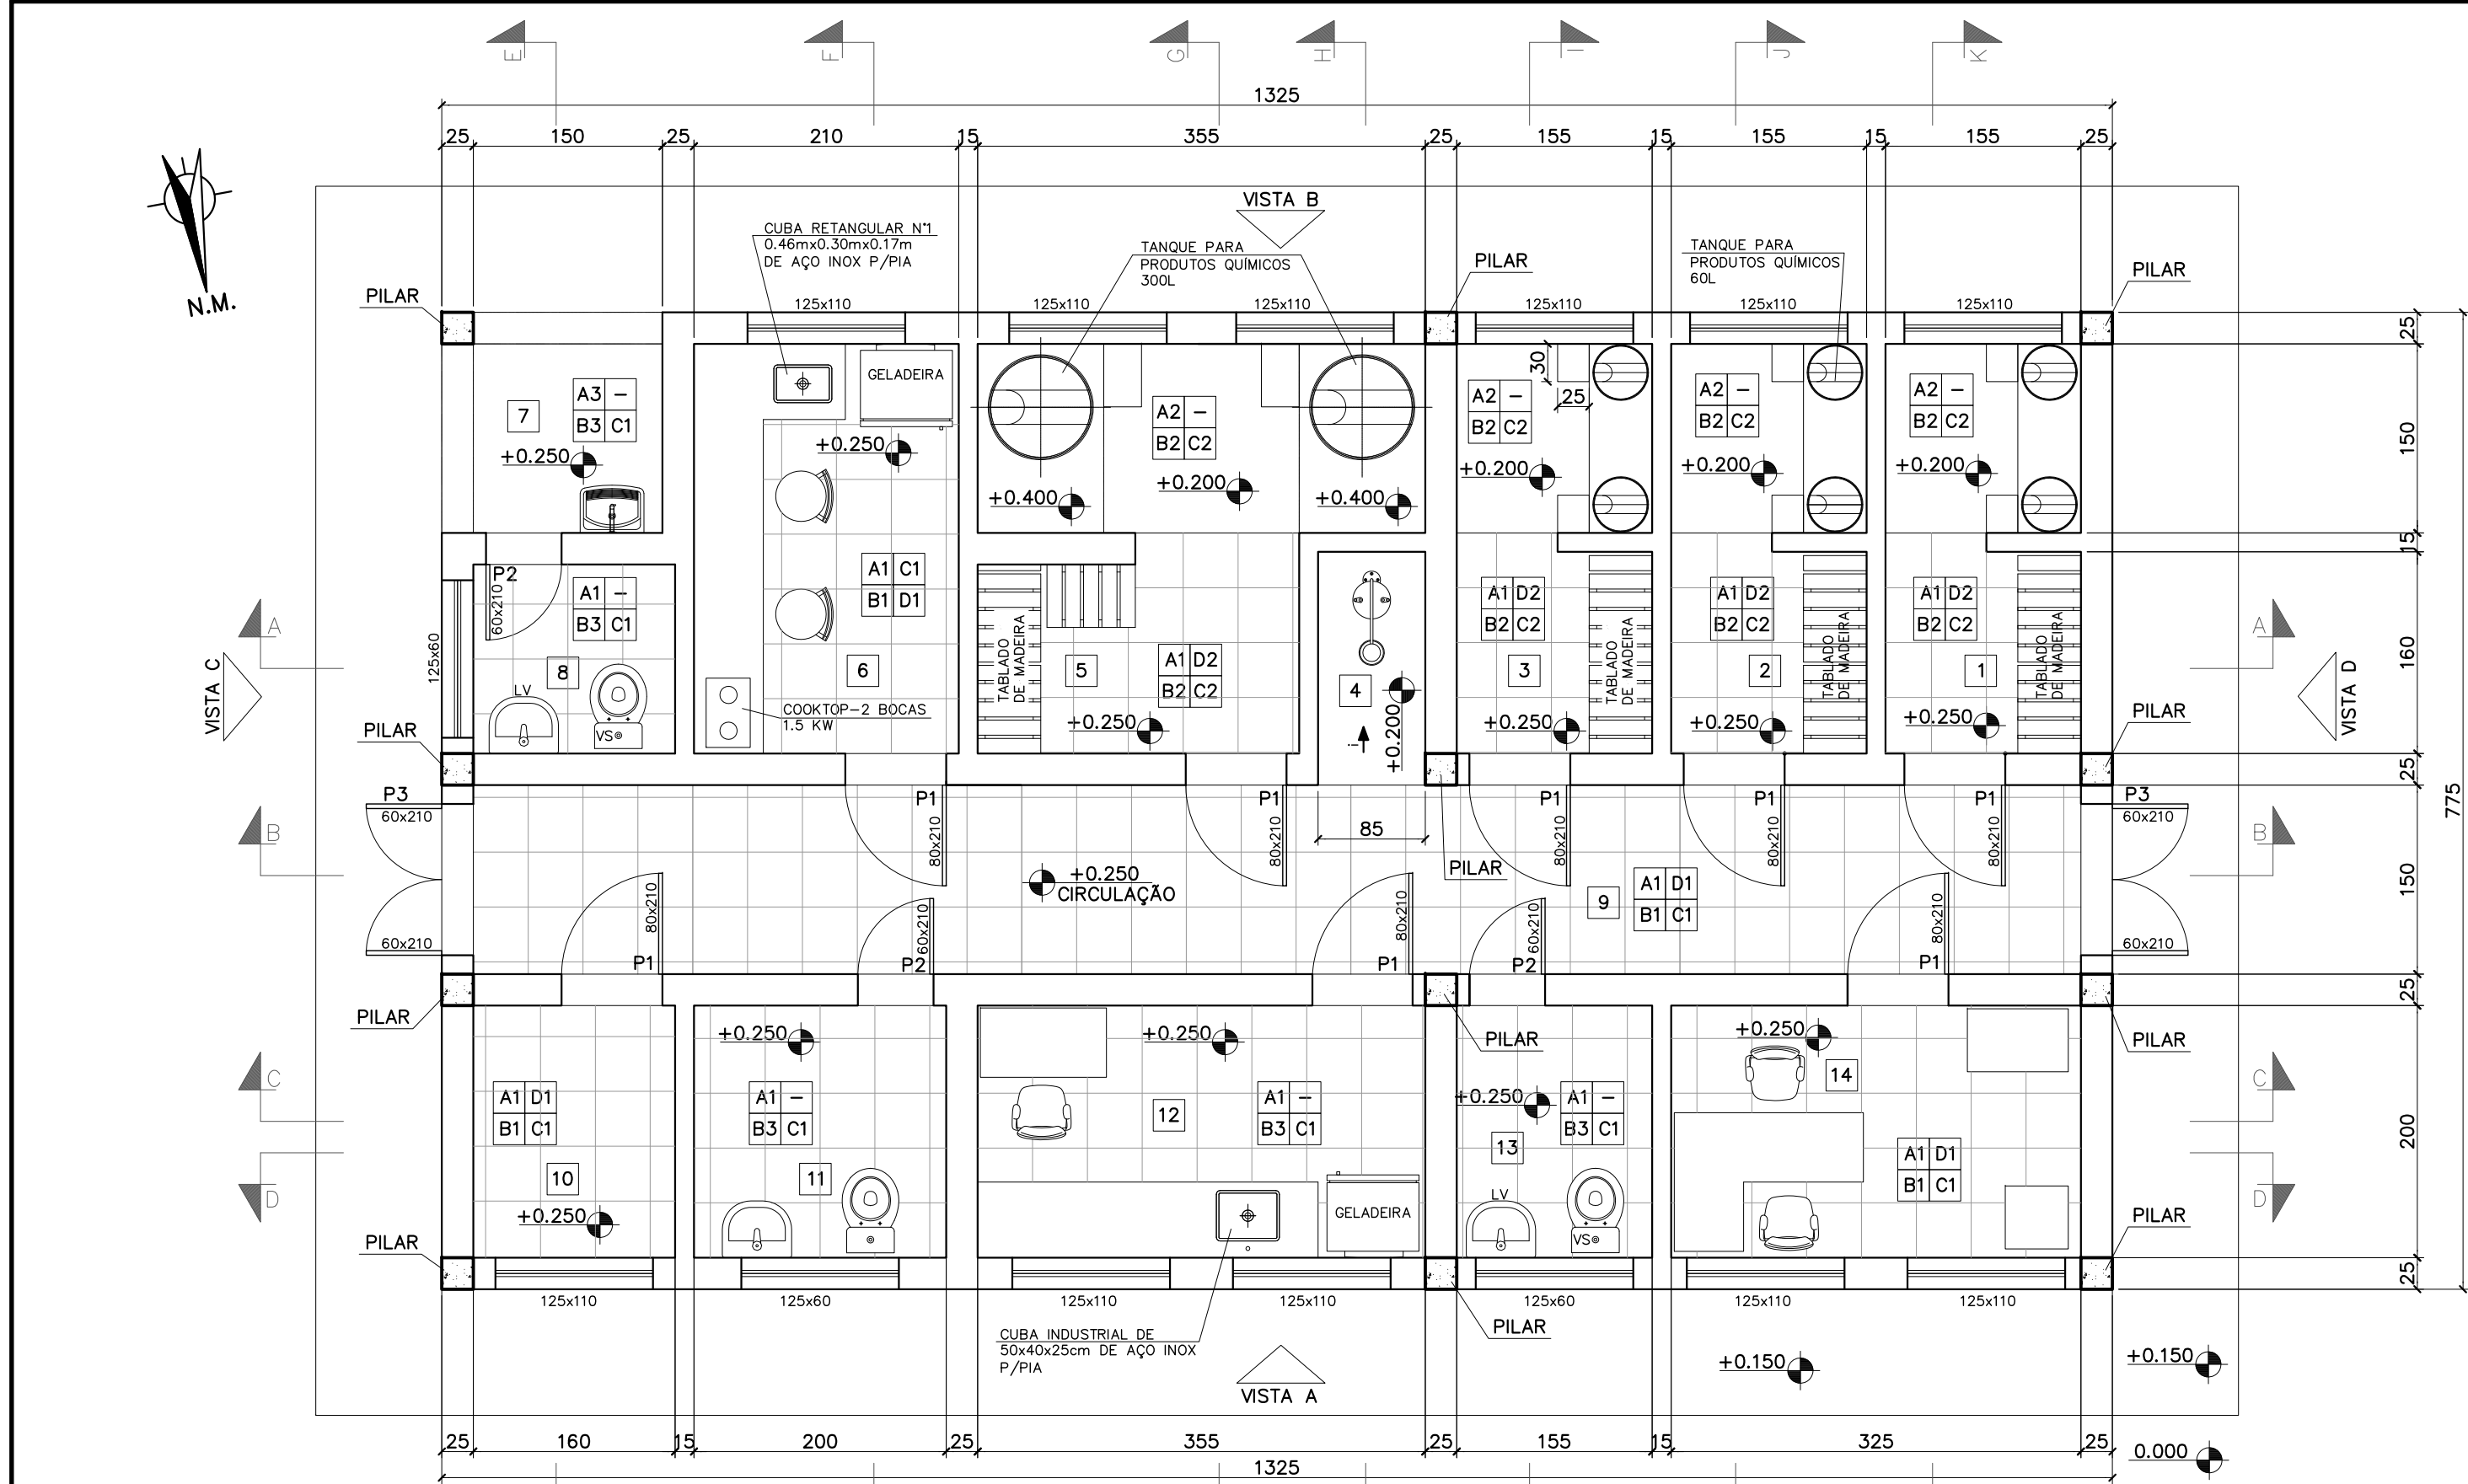 E
F
G
H
I
J
K
1325
25
150
25
210
15
355
25
155
15
155
15
155
25
N.M.
VISTA B
CUBA RETANGULAR N°1
0.46mx0.30mx0.17m
DE AÇO INOX P/PIA
TANQUE PARA
PRODUTOS QUÍMICOS
300L
TANQUE PARA
PRODUTOS QUÍMICOS
60L
PILAR
PILAR
PILAR
125x110
125x110
125x110
125x110
125x110
125x110
25
150
15
160
25
150
25
200
25
775
7
A3 –
B3 C1
+0.250
GELADEIRA
+0.250
A2 –
B2 C2
+0.400
+0.200
+0.400
30
25
A2 –
B2 C2
+0.200
A2 –
B2 C2
+0.200
A2 –
B2 C2
+0.200
P2
60x210
125x60
A1 –
B3 C1
8
LV
VS
A1 C1
B1 D1
6
COOKTOP-2 BOCAS
1.5 KW
TABLADO
DE MADEIRA
5
A1 D2
B2 C2
+0.250
4
+0.200
i
A1 D2
B2 C2
3
TABLADO
DE MADEIRA
+0.250
A1 D2
B2 C2
2
TABLADO
DE MADEIRA
+0.250
A1 D2
B2 C2
1
TABLADO
DE MADEIRA
+0.250
A
A
VISTA C
VISTA D
PILAR
PILAR
P3
60x210
60x210
B
B
P1
80x210
P1
80x210
85
PILAR
P1
80x210
P1
80x210
P1
80x210
P3
60x210
60x210
+0.250
CIRCULAÇÃO
9
A1 D1
B1 C1
80x210
P1
60x210
P2
80x210
P1
60x210
P2
80x210
P1
PILAR
PILAR
PILAR
C
C
D
D
A1 D1
B1 C1
10
+0.250
+0.250
A1 –
B3 C1
11
+0.250
12
A1 –
B3 C1
GELADEIRA
+0.250
A1 –
B3 C1
13
LV
VS
+0.250
14
A1 D1
B1 C1
PILAR
PILAR
125x110
125x60
125x110
125x110
125x60
125x110
125x110
PILAR
CUBA INDUSTRIAL DE
50x40x25cm DE AÇO INOX
P/PIA
VISTA A
+0.150
+0.150
25
160
15
200
25
355
25
155
15
325
25
0.000
1325